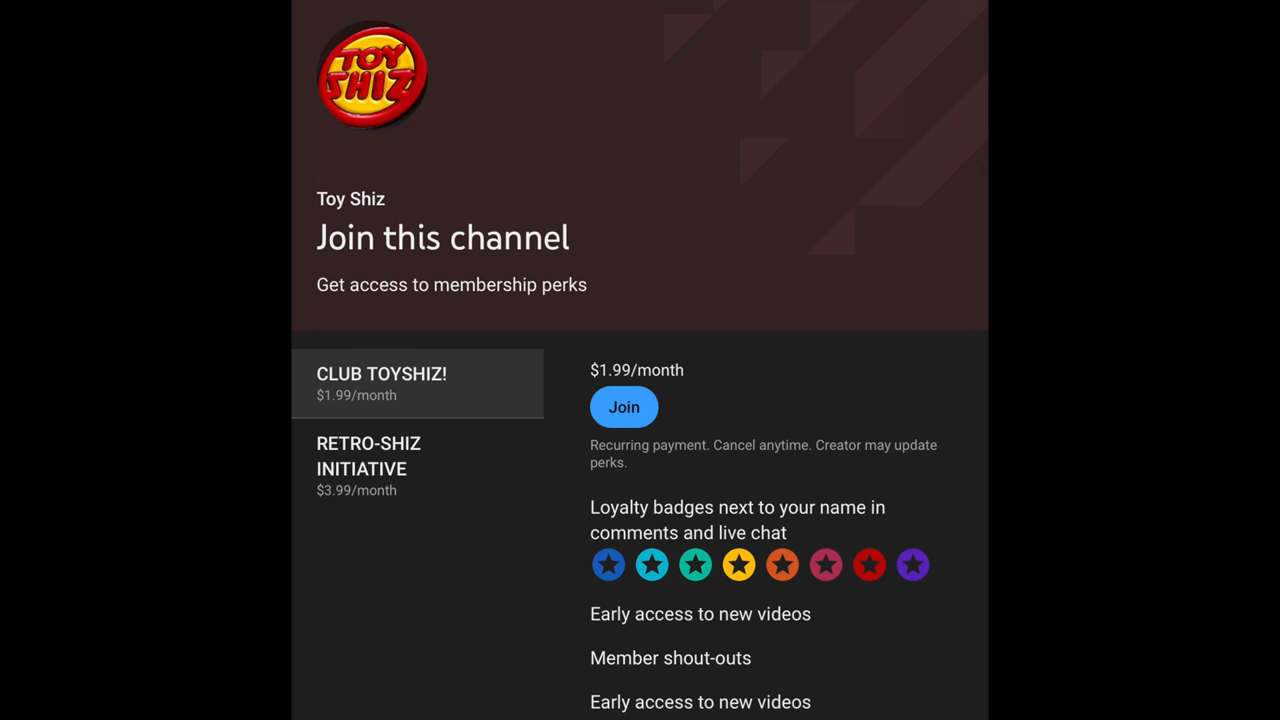 TOY
SHIZ
Toy Shiz
Join this channel
Get access to membership perks
CLUB TOYSHIZ!
$1.99/month
RETRO-SHIZ
INITIATIVE
$3.99/month
$1.99/month
Join
Recurring payment. Cancel anytime. Creator may update
perks.
Loyalty badges next to your name in
comments and live chat
Early access to new videos
Member shout-outs
Early access to new videos